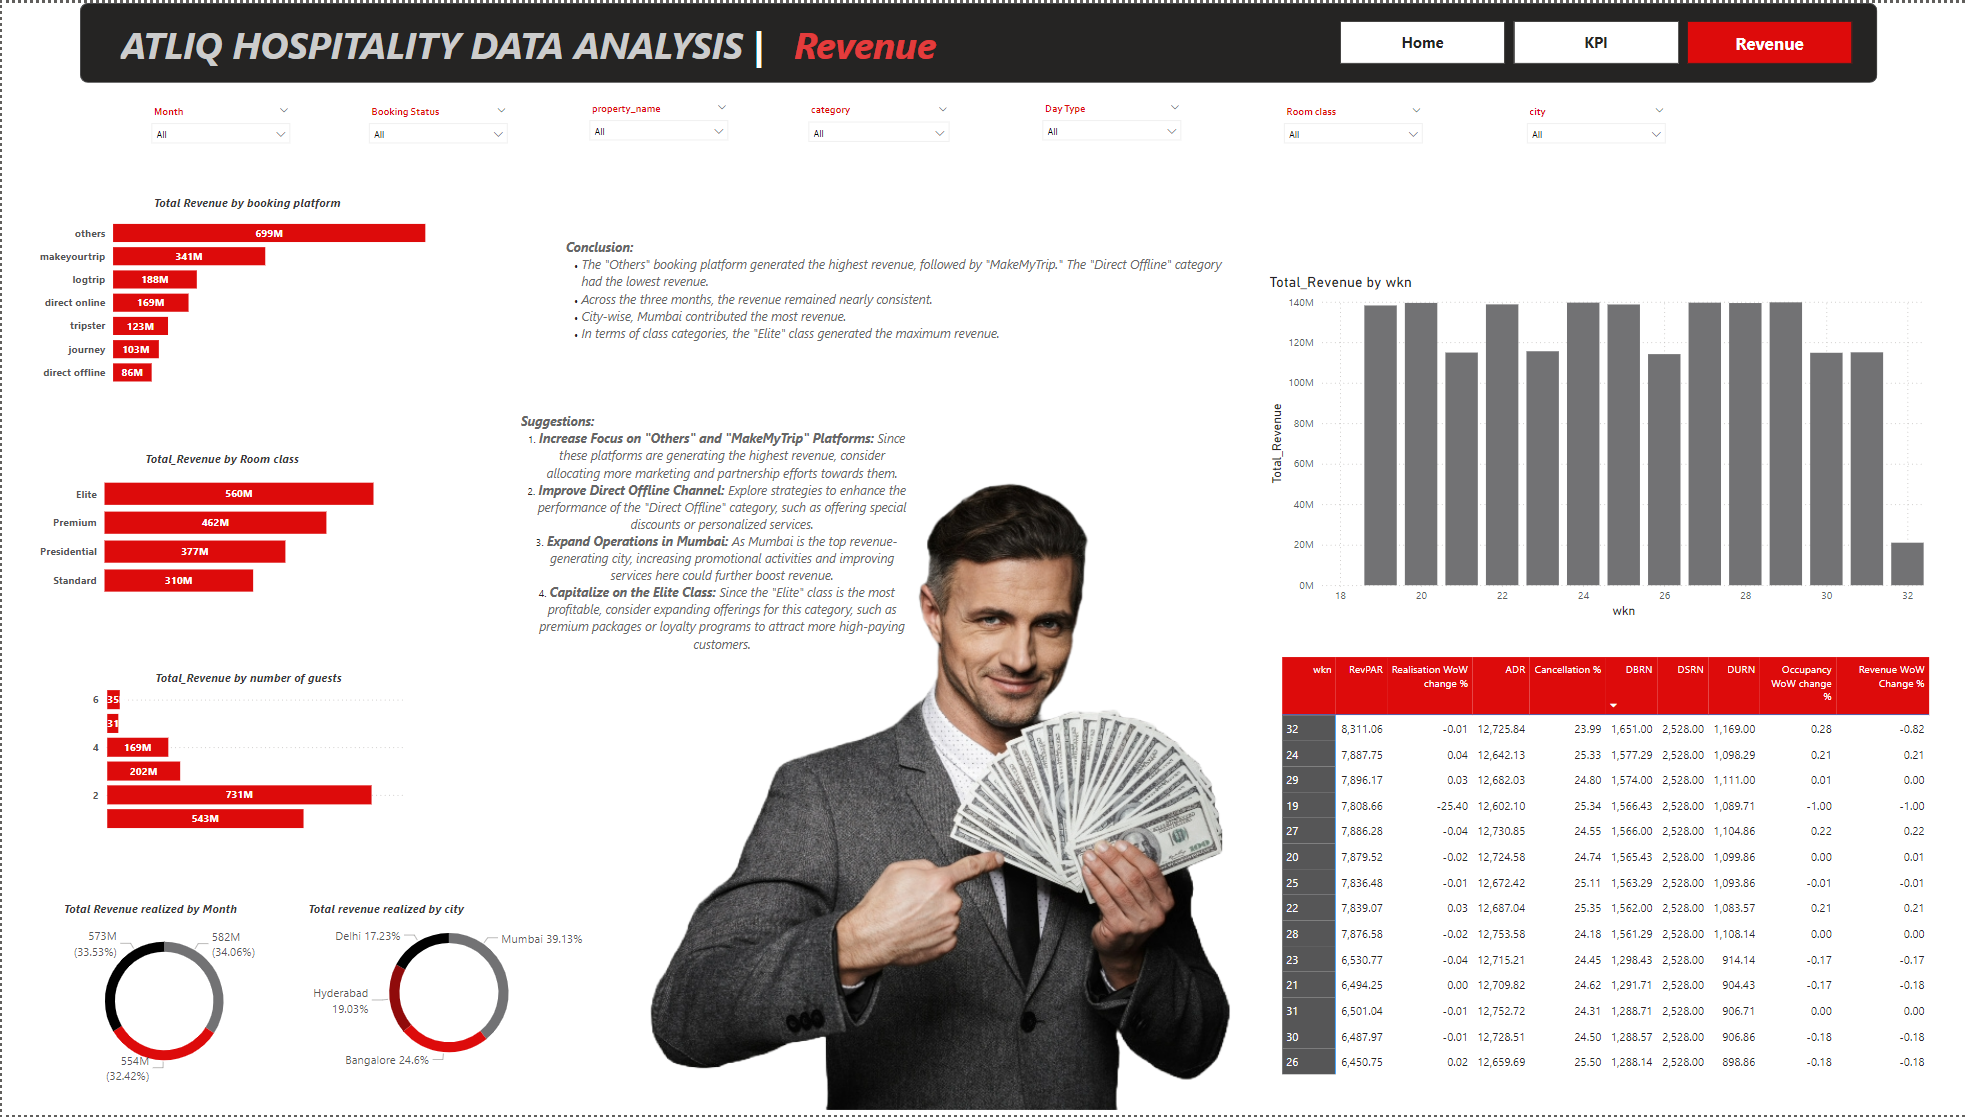 ATLIQ HOSPITALITY DATA ANALYSIS | Revenue
Home
KPI
Revenue
Month
All
Booking Status
All
property_name
All
category
All
Day Type
All
Room class
All
city
All
Total Revenue by booking platform
others 699M
makeyourtrip 341M
logtrip 188M
direct online 169M
tripster 123M
journey 103M
direct offline 86M
Total_Revenue by Room class
Elite 560M
Premium 462M
Presidential 377M
Standard 310M
Total_Revenue by number of guests
6 35
31
4 169M
202M
2 731M
543M
Total Revenue realized by Month
573M
(33.53%)
582M
(34.06%)
554M
(32.42%)
Total revenue realized by city
Delhi 17.23%
Mumbai 39.13%
Hyderabad
19.03%
Bangalore 24.6%
Conclusion:
• The "Others" booking platform generated the highest revenue, followed by "MakeMyTrip." The "Direct Offline" category
had the lowest revenue.
• Across the three months, the revenue remained nearly consistent.
• City-wise, Mumbai contributed the most revenue.
• In terms of class categories, the "Elite" class generated the maximum revenue.
Suggestions:
1. Increase Focus on "Others" and "MakeMyTrip" Platforms: Since
these platforms are generating the highest revenue, consider
allocating more marketing and partnership efforts towards them.
2. Improve Direct Offline Channel: Explore strategies to enhance the
performance of the "Direct Offline" category, such as offering special
discounts or personalized services.
3. Expand Operations in Mumbai: As Mumbai is the top revenue-
generating city, increasing promotional activities and improving
services here could further boost revenue.
4. Capitalize on the Elite Class: Since the "Elite" class is the most
profitable, consider expanding offerings for this category, such as
premium packages or loyalty programs to attract more high-paying
customers.
100
Total_Revenue by wkn
Total_Revenue
140M
120M
100M
80M
60M
40M
20M
0M
18 20 22 24 26 28 30 32
wkn
wkn RevPAR Realisation WoW change % ADR Cancellation % DBRN DSRN DURN Occupancy WoW change % Revenue WoW Change %
32 8,311.06 -0.01 12,725.84 23.99 1,651.00 2,528.00 1,169.00 0.28 -0.82
24 7,887.75 0.04 12,642.13 25.33 1,577.29 2,528.00 1,098.29 0.21 0.21
29 7,896.17 0.03 12,682.03 24.80 1,574.00 2,528.00 1,111.00 0.01 0.00
19 7,808.66 -25.40 12,602.10 25.34 1,566.43 2,528.00 1,089.71 -1.00 -1.00
27 7,886.28 -0.04 12,730.85 24.55 1,566.00 2,528.00 1,104.86 0.22 0.22
20 7,879.52 -0.02 12,724.58 24.74 1,565.43 2,528.00 1,099.86 0.00 0.01
25 7,836.48 -0.01 12,672.42 25.11 1,563.29 2,528.00 1,093.86 -0.01 -0.01
22 7,839.07 0.03 12,687.04 25.35 1,562.00 2,528.00 1,083.57 0.21 0.21
28 7,876.58 -0.02 12,753.58 24.18 1,561.29 2,528.00 1,108.14 0.00 0.00
23 6,530.77 -0.04 12,715.21 24.45 1,298.43 2,528.00 914.14 -0.17 -0.17
21 6,494.25 0.00 12,709.82 24.62 1,291.71 2,528.00 904.43 -0.17 -0.18
31 6,501.04 -0.01 12,752.72 24.31 1,288.71 2,528.00 906.71 0.00 0.00
30 6,487.97 -0.01 12,728.51 24.50 1,288.57 2,528.00 906.86 -0.18 -0.18
26 6,450.75 0.02 12,659.69 25.50 1,288.14 2,528.00 898.86 -0.18 -0.18